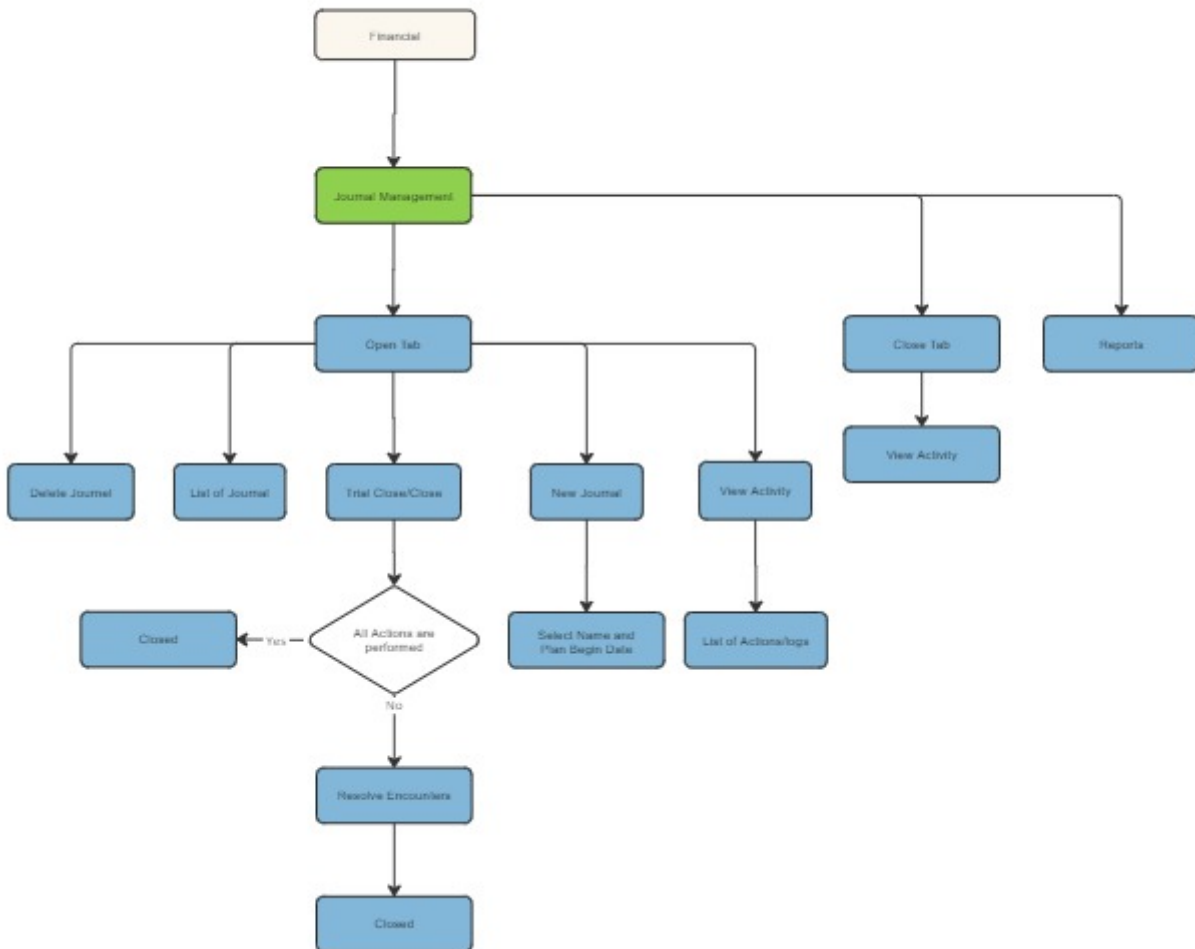 Financial
Journal Management
Open Tab
Close Tab
Reports
View Activity
Delete Journal
List of Journal
Trial Close/Close
New Journal
View Activity
Closed
Yes
All Actions are
performed
Select Name and
Plan Begin Date
List of Actions/logs
No
Resolve Encounters
Closed